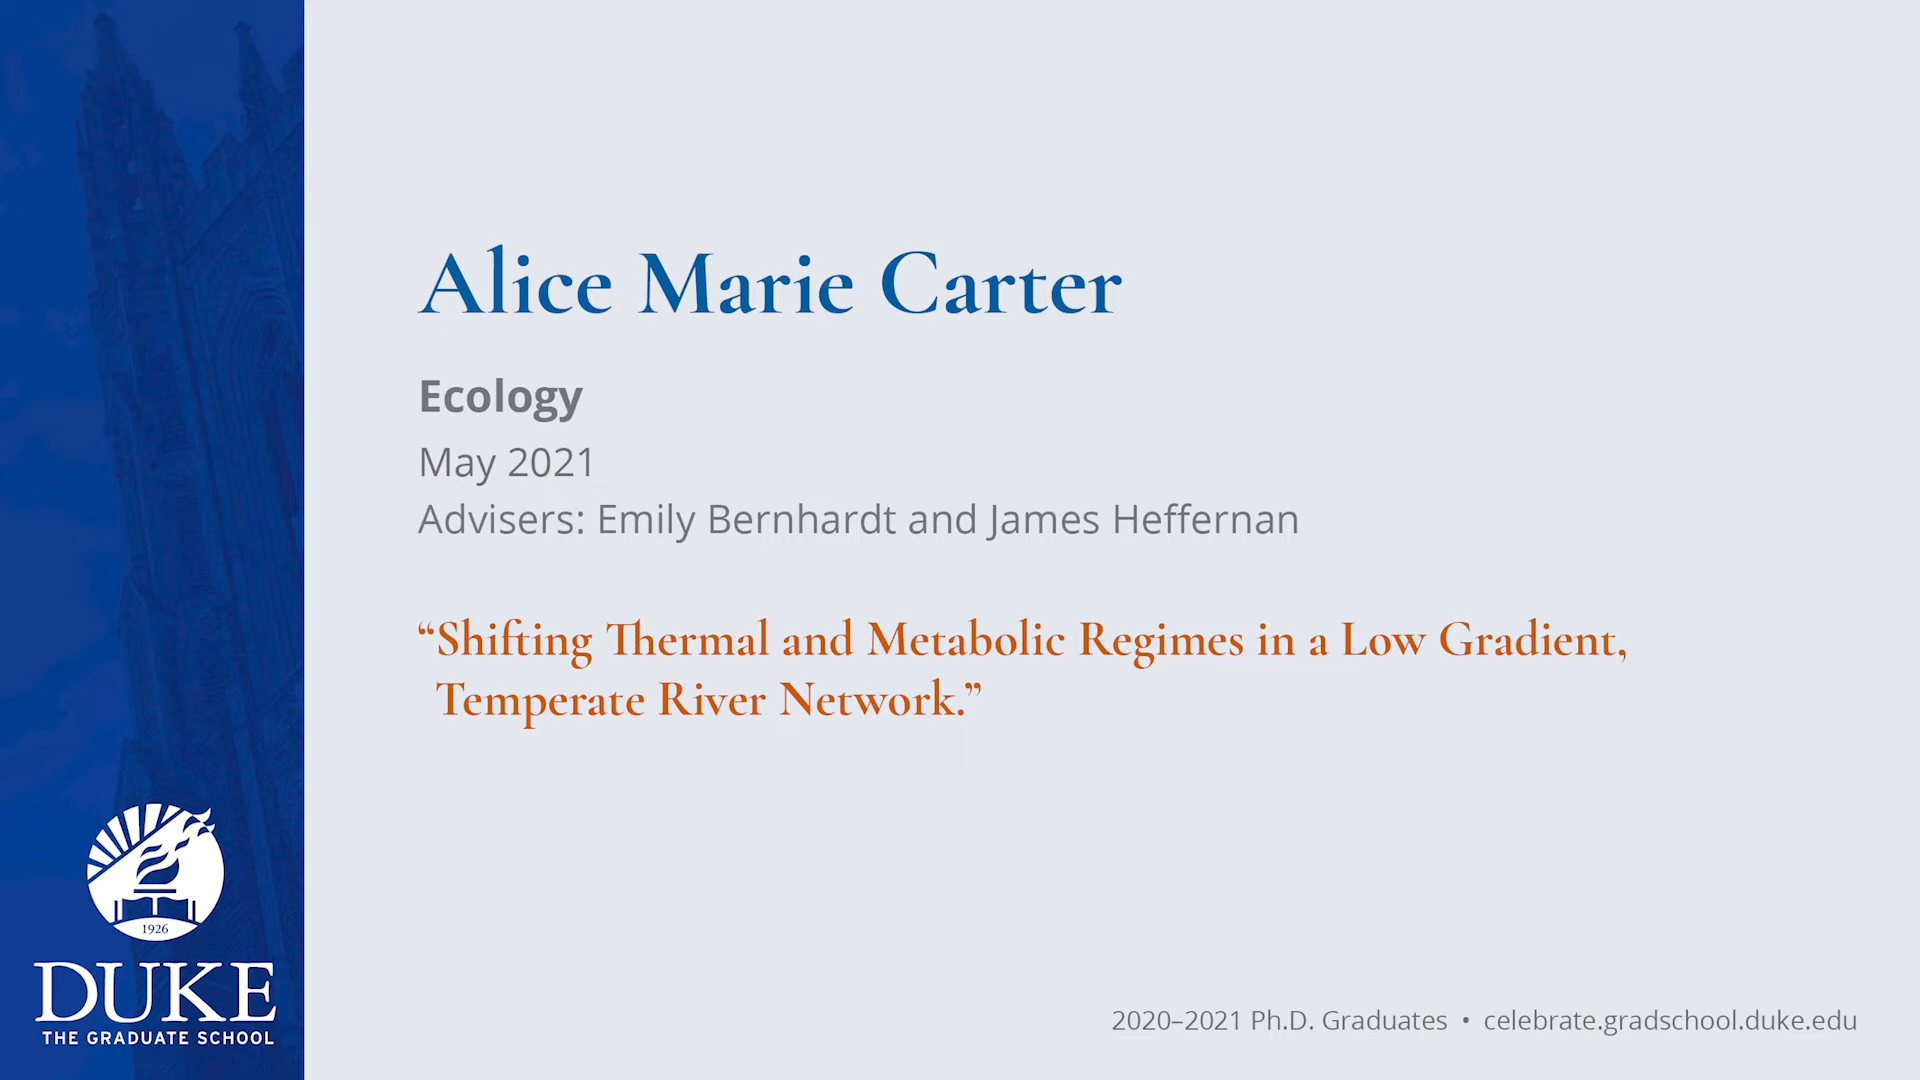 Alice Marie Carter
Ecology
May 2021
Advisers: Emily Bernhardt and James Heffernan
“Shifting Thermal and Metabolic Regimes in a Low Gradient,
Temperate River Network.”
1926
DUKE
THE GRADUATE SCHOOL
2020–2021 Ph.D. Graduates • celebrate.gradschool.duke.edu